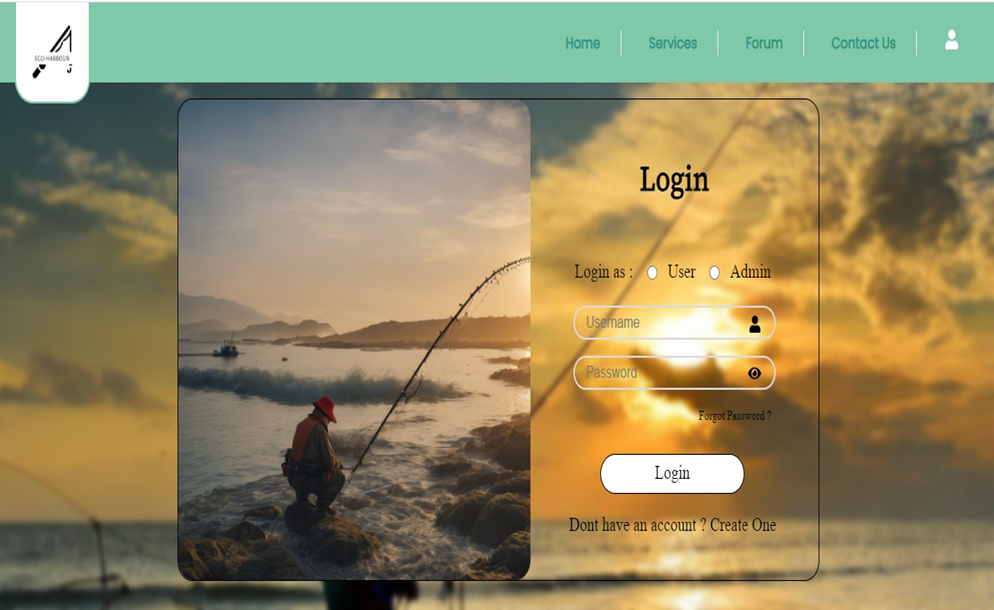 ECO-HARBOUR
Home Services Forum Contact Us
Login
Login as : User Admin
Username
Password
Forgot Password ?
Login
Dont have an account ? Create One